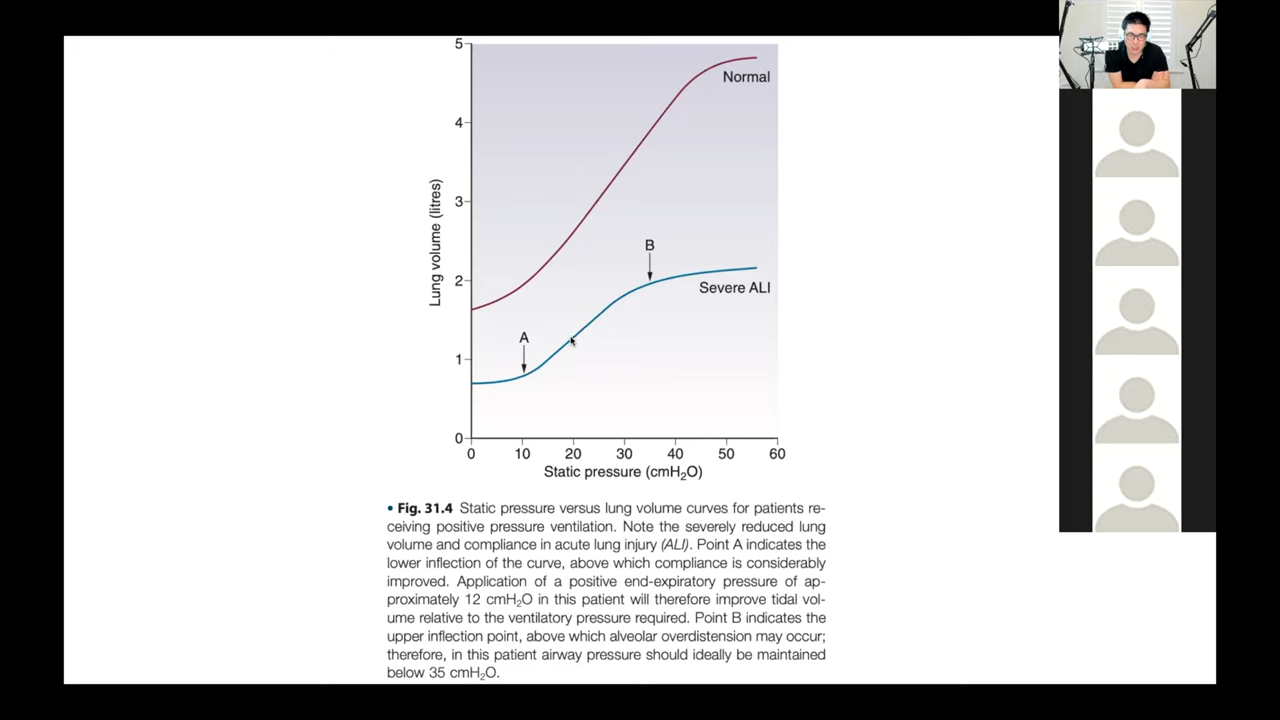 5
Normal
4
Lung volume (litres)
3
B
2
Severe ALI
A
1
0
0 10 20 30 40 50 60
Static pressure (cmH₂O)
• Fig. 31.4 Static pressure versus lung volume curves for patients re-
ceiving positive pressure ventilation. Note the severely reduced lung
volume and compliance in acute lung injury (ALI). Point A indicates the
lower inflection of the curve, above which compliance is considerably
improved. Application of a positive end-expiratory pressure of ap-
proximately 12 cmH₂O in this patient will therefore improve tidal vol-
ume relative to the ventilatory pressure required. Point B indicates the
upper inflection point, above which alveolar overdistension may occur;
therefore, in this patient airway pressure should ideally be maintained
below 35 cmH₂O.